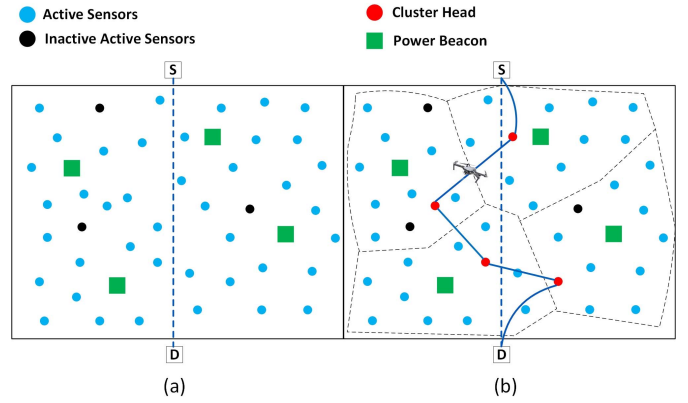 Active Sensors
Cluster Head
Inactive Active Sensors
Power Beacon
S
S
D
D
(a)
(b)